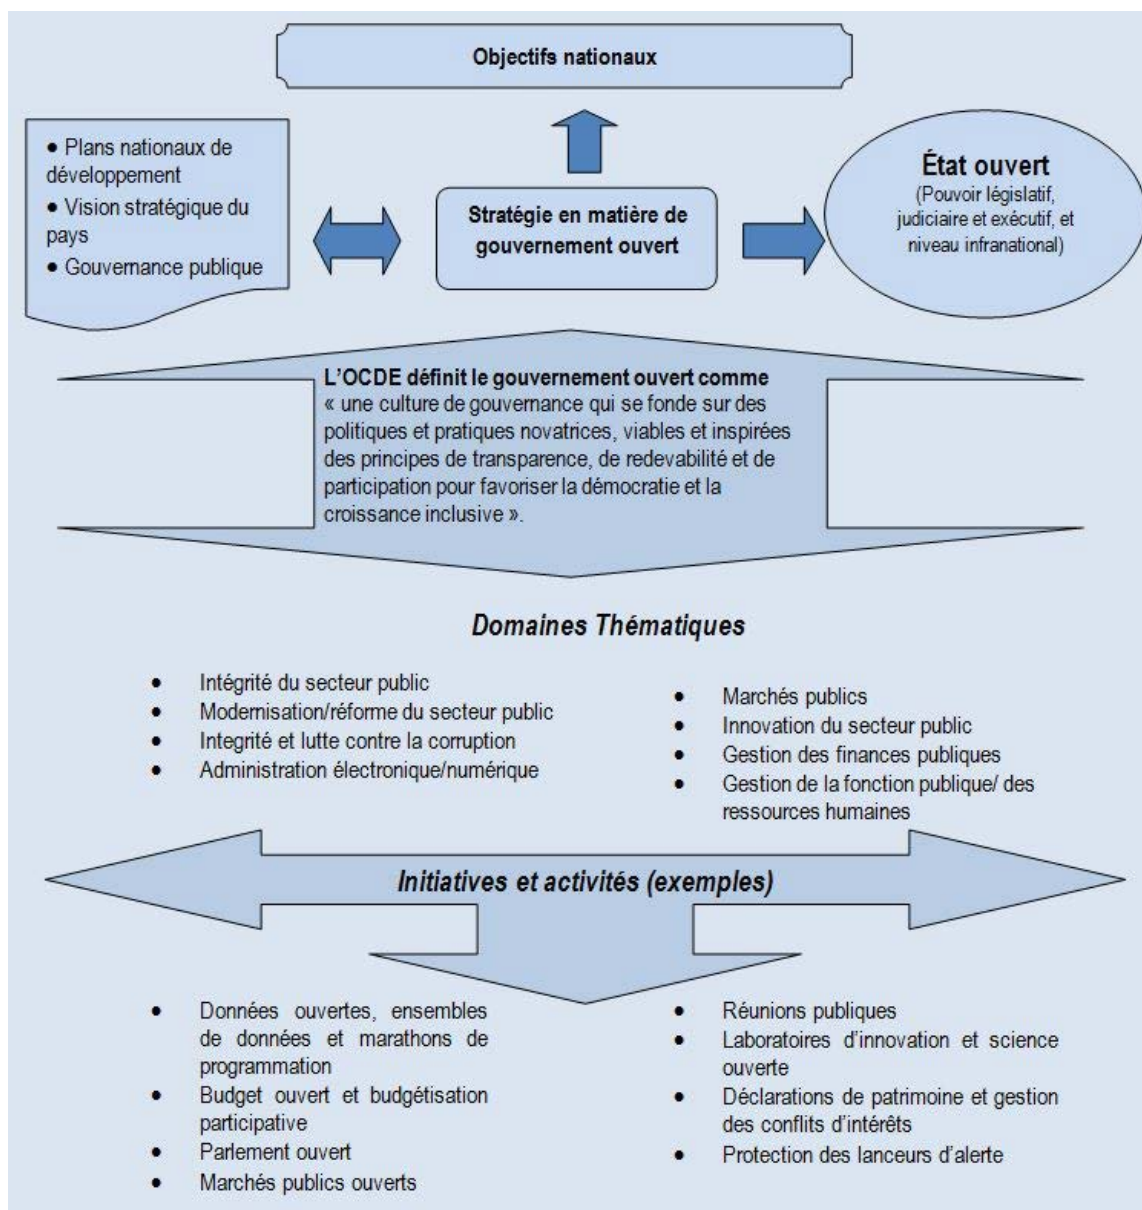 Objectifs nationaux
● Plans nationaux de
développement
● Vision stratégique du
pays
● Gouvernance publique
Stratégie en matière de
gouvernement ouvert
État ouvert
(Pouvoir législatif,
judiciaire et exécutif, et
niveau infranational)
L'OCDE définit le gouvernement ouvert comme
« une culture de gouvernance qui se fonde sur des
politiques et pratiques novatrices, viables et inspirées
des principes de transparence, de redevabilité et de
participation pour favoriser la démocratie et la
croissance inclusive ».
Domaines Thématiques
● Intégrité du secteur public
● Modernisation/réforme du secteur public
● Integrité et lutte contre la corruption
● Administration électronique/numérique
● Marchés publics
● Innovation du secteur public
● Gestion des finances publiques
● Gestion de la fonction publique/ des
ressources humaines
Initiatives et activités (exemples)
● Données ouvertes, ensembles
de données et marathons de
programmation
● Budget ouvert et budgétisation
participative
● Parlement ouvert
● Marchés publics ouverts
● Réunions publiques
● Laboratoires d'innovation et science
ouverte
● Déclarations de patrimoine et gestion
des conflits d'intérêts
● Protection des lanceurs d'alerte